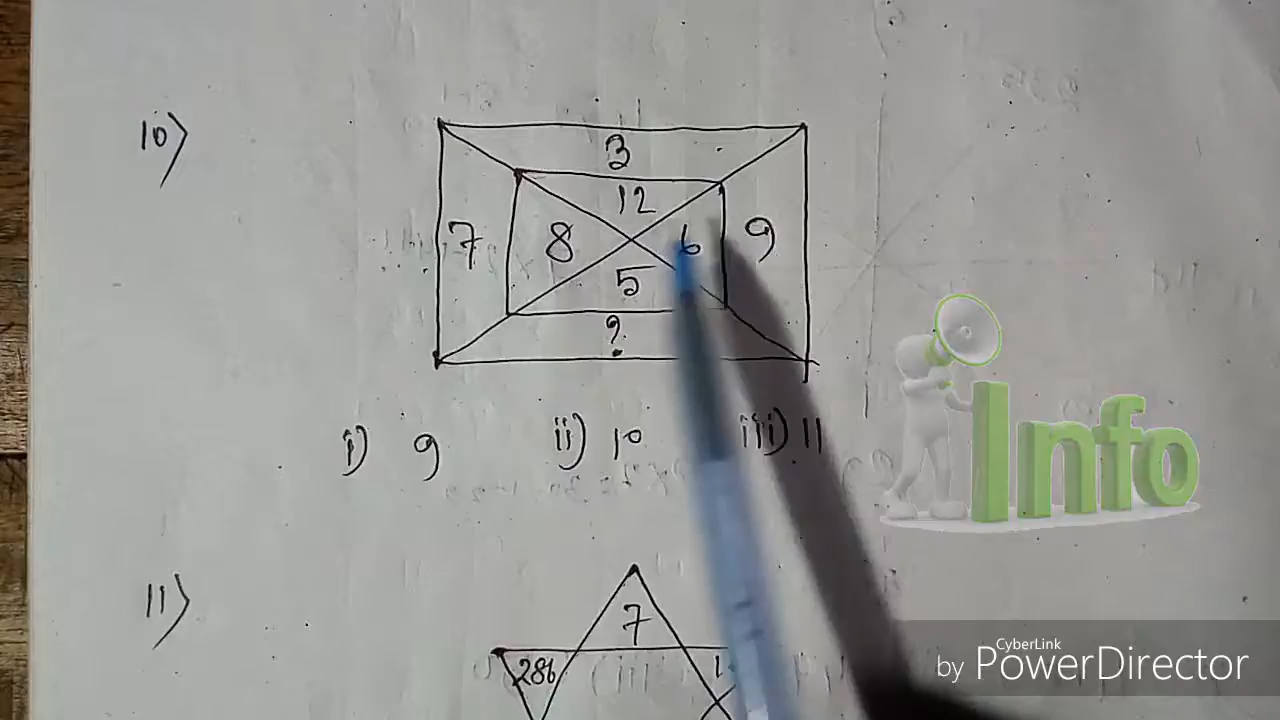 10)
3
12
7 8 6 9
5
?
i) 9 ii) 10 iii) 11
Info
11)
7
286
CyberLink
by PowerDirector